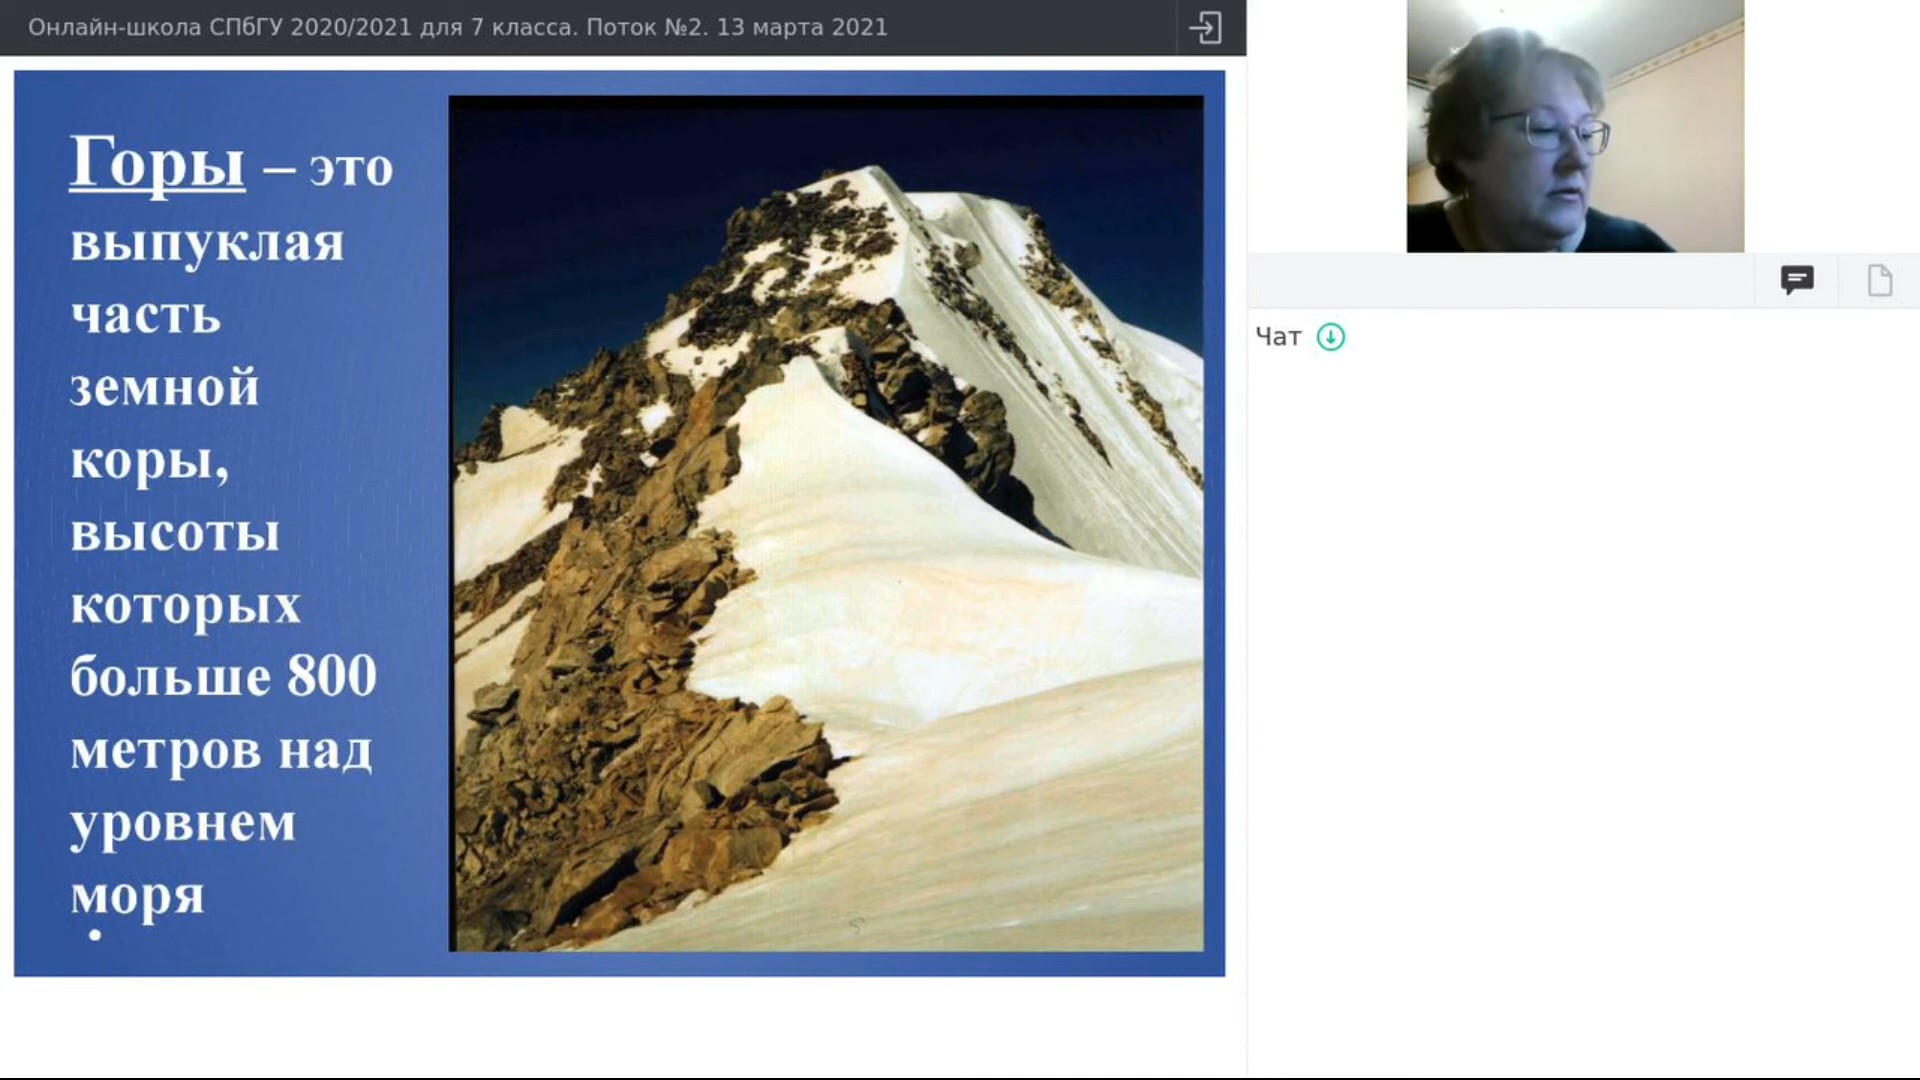 Онлайн-школа СПбГУ 2020/2021 для 7 класса. Поток №2. 13 марта 2021
Горы – это
выпуклая
часть
земной
коры,
высоты
которых
больше 800
метров над
уровнем
моря
•
Чат